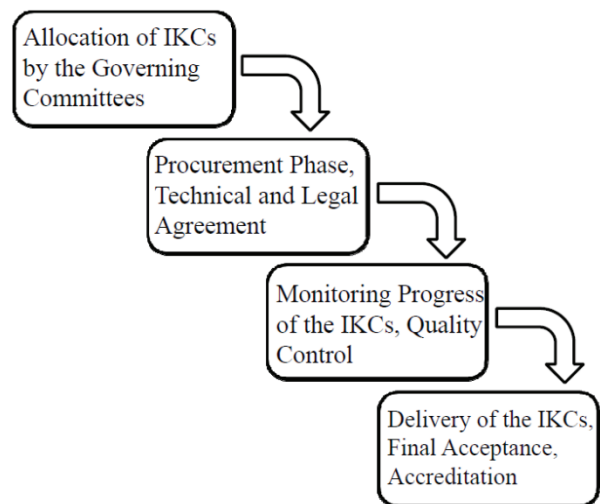 Allocation of IKCs
by the Governing
Committees
Procurement Phase,
Technical and Legal
Agreement
Monitoring Progress
of the IKCs, Quality
Control
Delivery of the IKCs,
Final Acceptance,
Accreditation